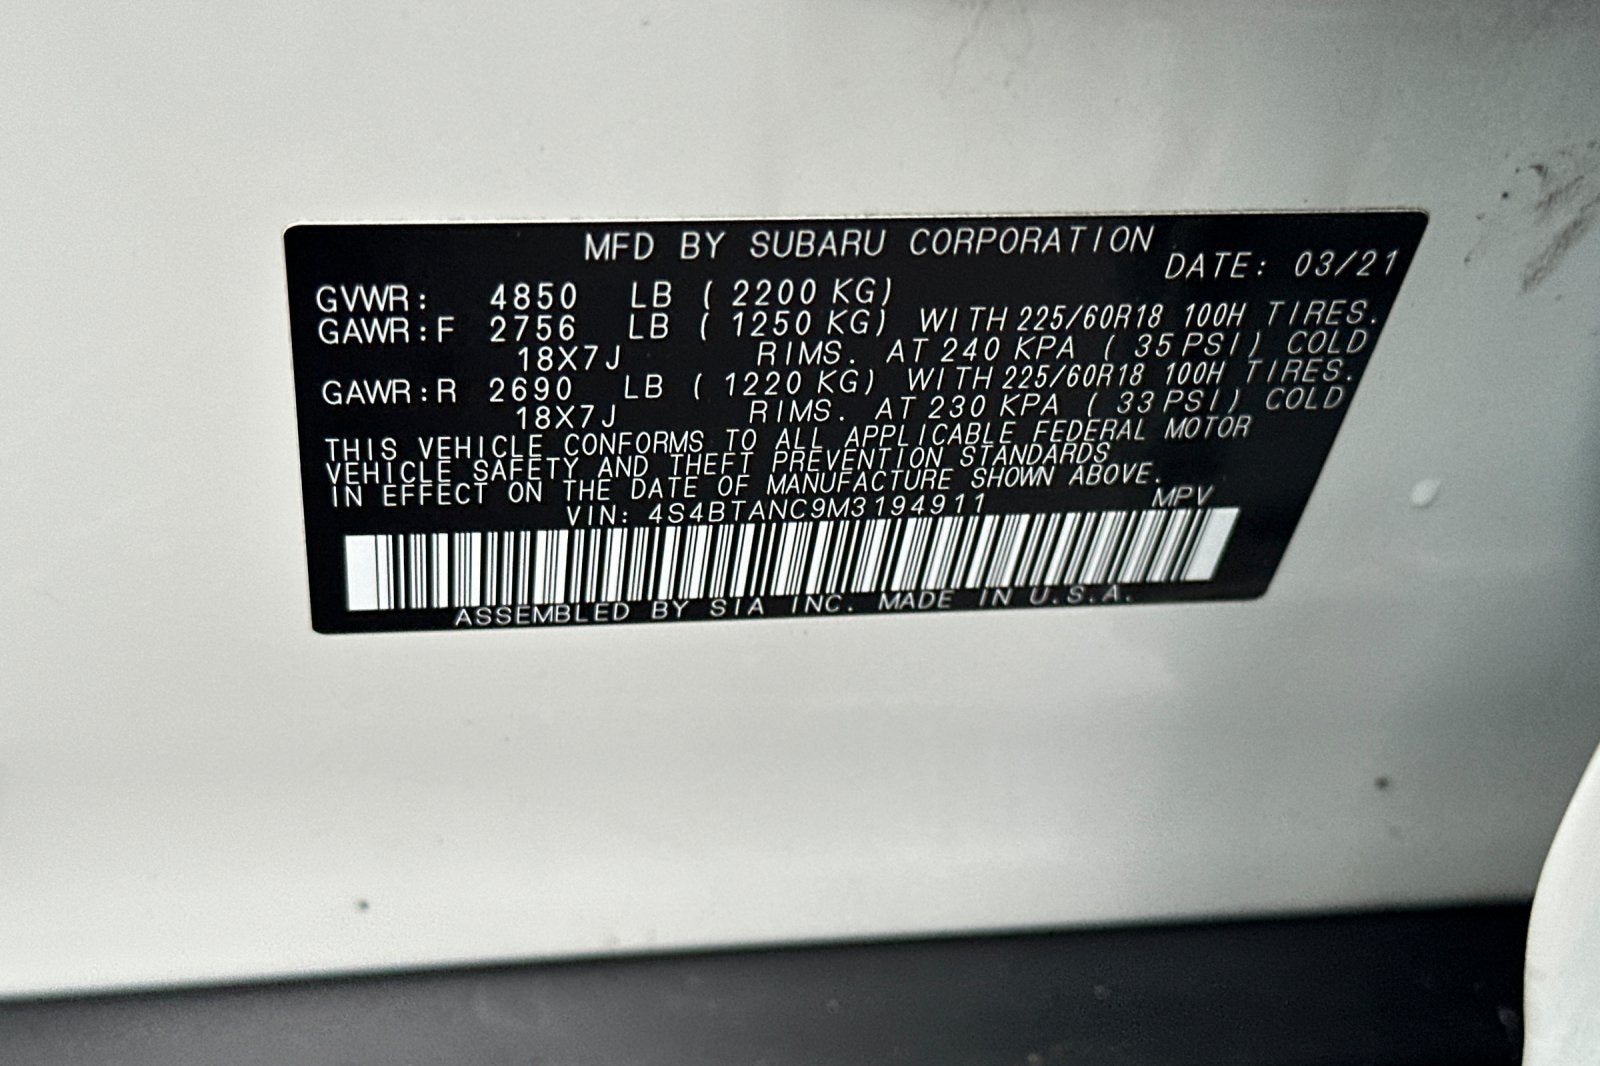 MFD BY SUBARU CORPORATION
DATE: 03/21
GVWR: 4850 LB ( 2200 KG)
GAWR:F 2756 LB ( 1250 KG) WITH 225/60R18 100H TIRES.
18X7J RIMS. AT 240 KPA ( 35 PSI) COLD
GAWR:R 2690 LB ( 1220 KG) WITH 225/60R18 100H TIRES.
18X7J RIMS. AT 230 KPA ( 33 PSI) COLD
THIS VEHICLE CONFORMS TO ALL APPLICABLE FEDERAL MOTOR
VEHICLE SAFETY AND THEFT PREVENTION STANDARDS
IN EFFECT ON THE DATE OF MANUFACTURE SHOWN ABOVE.
VIN: 4S4BTANC9M3194911 MPV
ASSEMBLED BY SIA INC. MADE IN U.S.A.